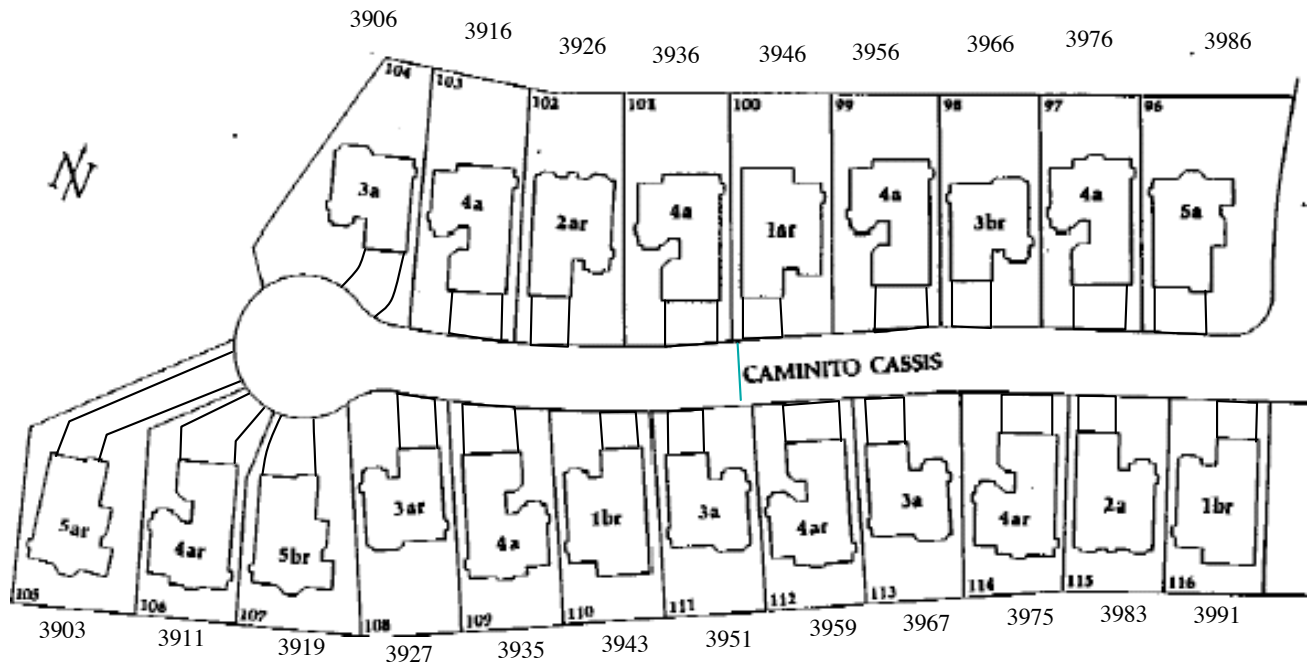 3906 3916 3926 3936 3946 3956 3966 3976 3986
104 103 102 101 100 99 98 97 96
3a 4a 2ar 4a 1ar 4a 3br 4a 5a
N
CAMINITO CASSIS
5ar 4ar 5br 3ar 4a 1br 3a 4ar 3a 4ar 2a 1br
105 106 107 108 109 110 111 112 113 114 115 116
3903 3911 3919 3927 3935 3943 3951 3959 3967 3975 3983 3991